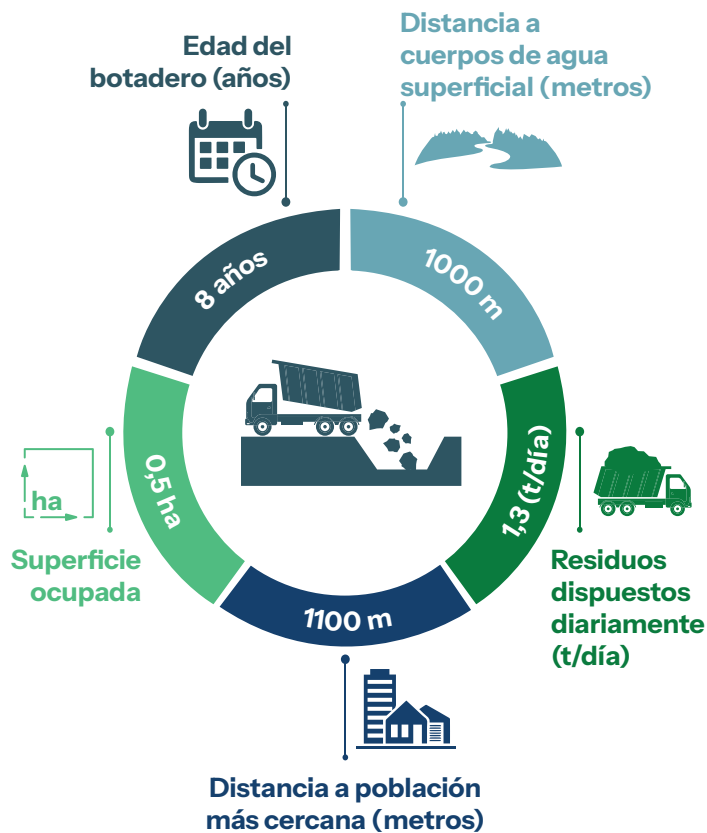 Edad del
botadero (años)
Distancia a
cuerpos de agua
superficial (metros)
8 años
1000 m
0,5 ha
1,3 (t/día)
1100 m
ha
Superficie
ocupada
Residuos
dispuestos
diariamente
(t/día)
Distancia a población
más cercana (metros)